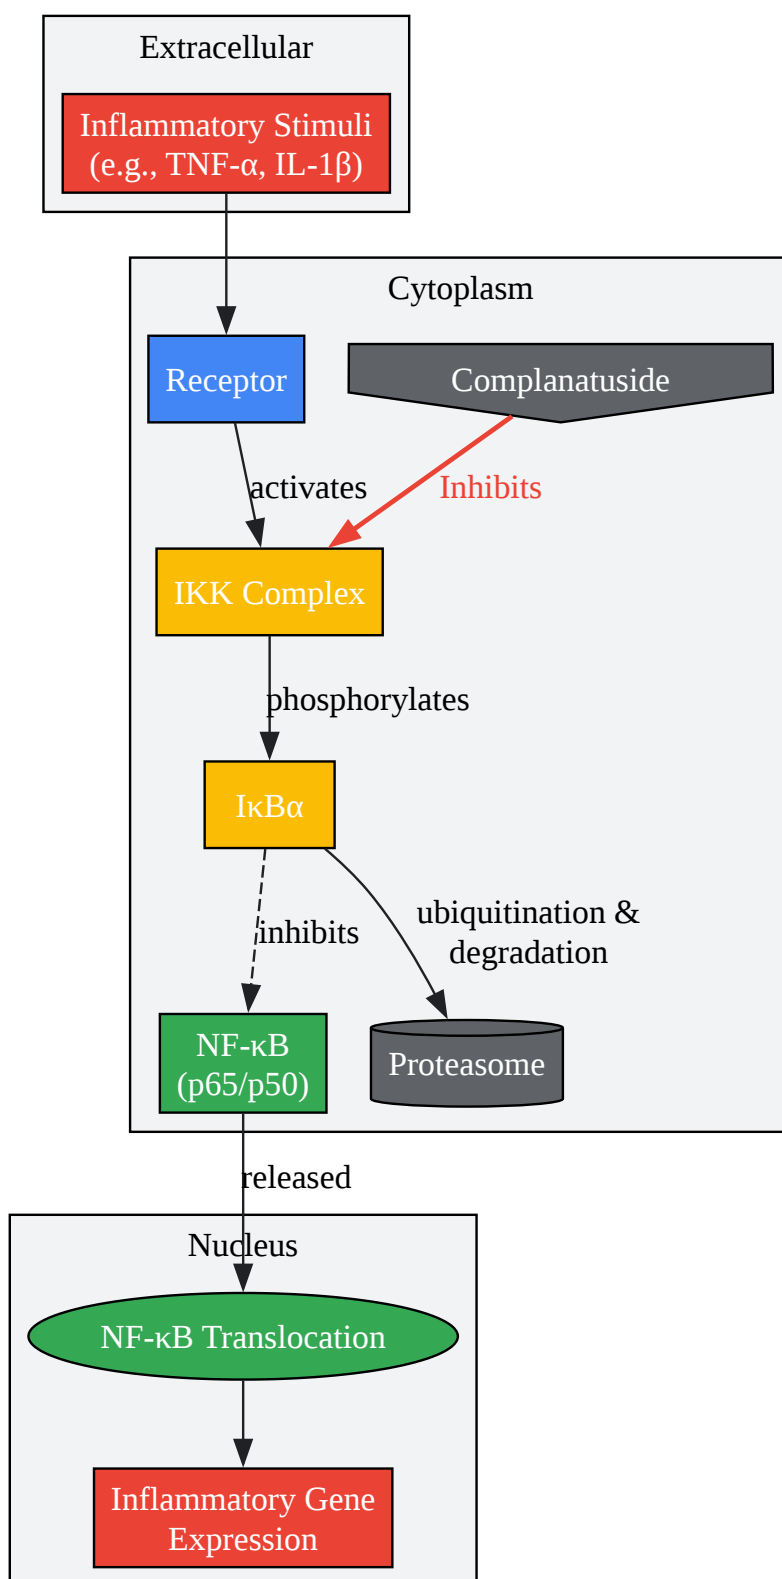 Extracellular
Inflammatory Stimuli
(e.g., TNF-α, IL-1β)
Cytoplasm
Receptor
Complanatuside
activates
Inhibits
IKK Complex
phosphorylates
IκBα
inhibits
ubiquitination &
degradation
NF-κB
(p65/p50)
Proteasome
released
Nucleus
NF-κB Translocation
Inflammatory Gene
Expression